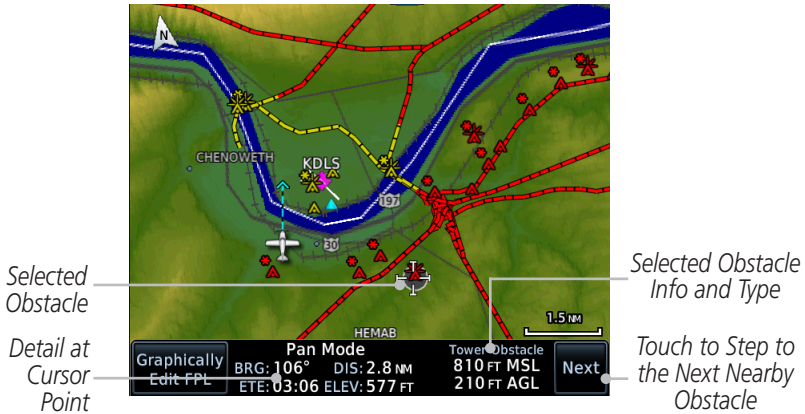 N
CHENOWETH
KDLS
197
30
Selected
Obstacle
Selected Obstacle
Info and Type
1.5 NM
HEMAB
Detail at
Cursor
Point
Graphically
Edit FPL
Pan Mode
BRG: 106° DIS: 2.8 NM
ETE: 03:06 ELEV: 577 FT
Tower Obstacle
810 FT MSL
210 FT AGL
Next
Touch to Step to
the Next Nearby
Obstacle